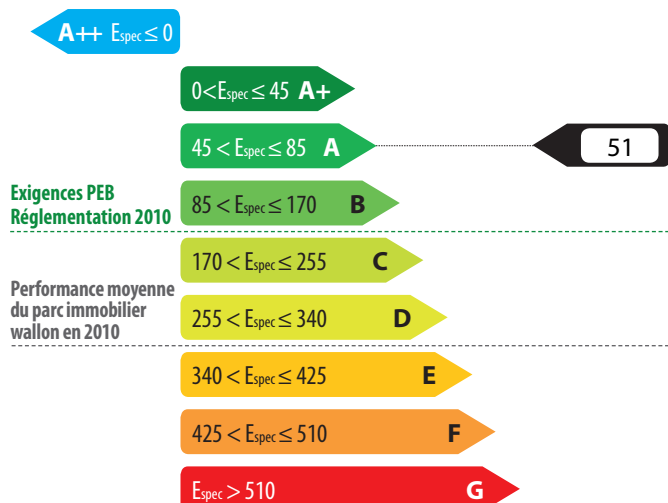 A++ Espec ≤ 0
0<Espec ≤ 45 A+
45 < Espec ≤ 85 A
51
Exigences PEB
Réglementation 2010
85 < Espec ≤ 170 B
170 < Espec ≤ 255 C
Performance moyenne
du parc immobilier
wallon en 2010
255 < Espec ≤ 340 D
340 < Espec ≤ 425 E
425 < Espec ≤ 510 F
Espec > 510 G